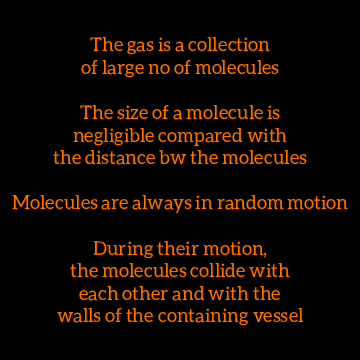 The gas is a collection
of large no of molecules
The size of a molecule is
negligible compared with
the distance bw the molecules
Molecules are always in random motion
During their motion,
the molecules collide with
each other and with the
walls of the containing vessel